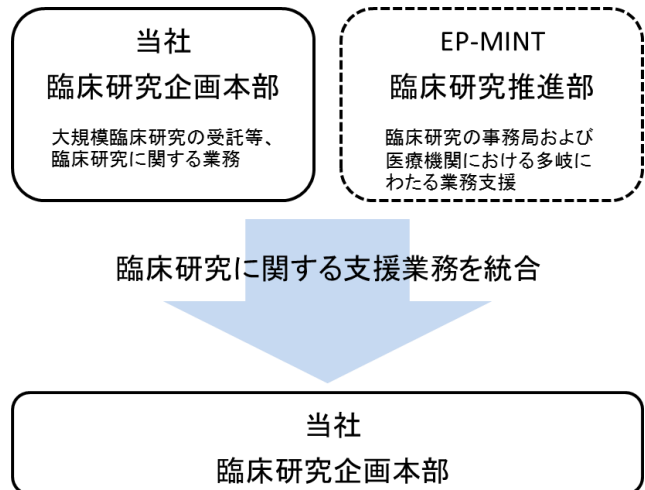 当社
臨床研究企画本部
大規模臨床研究の受託等、
臨床研究に関する業務
EP-MINT
臨床研究推進部
臨床研究の事務局および
医療機関における多岐に
わたる業務支援
臨床研究に関する支援業務を統合
当社
臨床研究企画本部